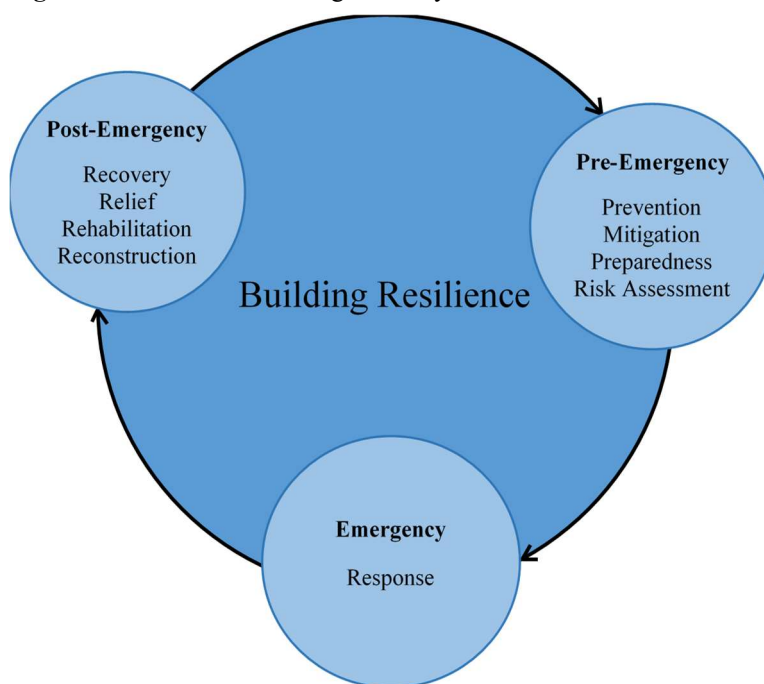 Post-Emergency
Recovery
Relief
Rehabilitation
Reconstruction
Pre-Emergency
Prevention
Mitigation
Preparedness
Risk Assessment
Building Resilience
Emergency
Response